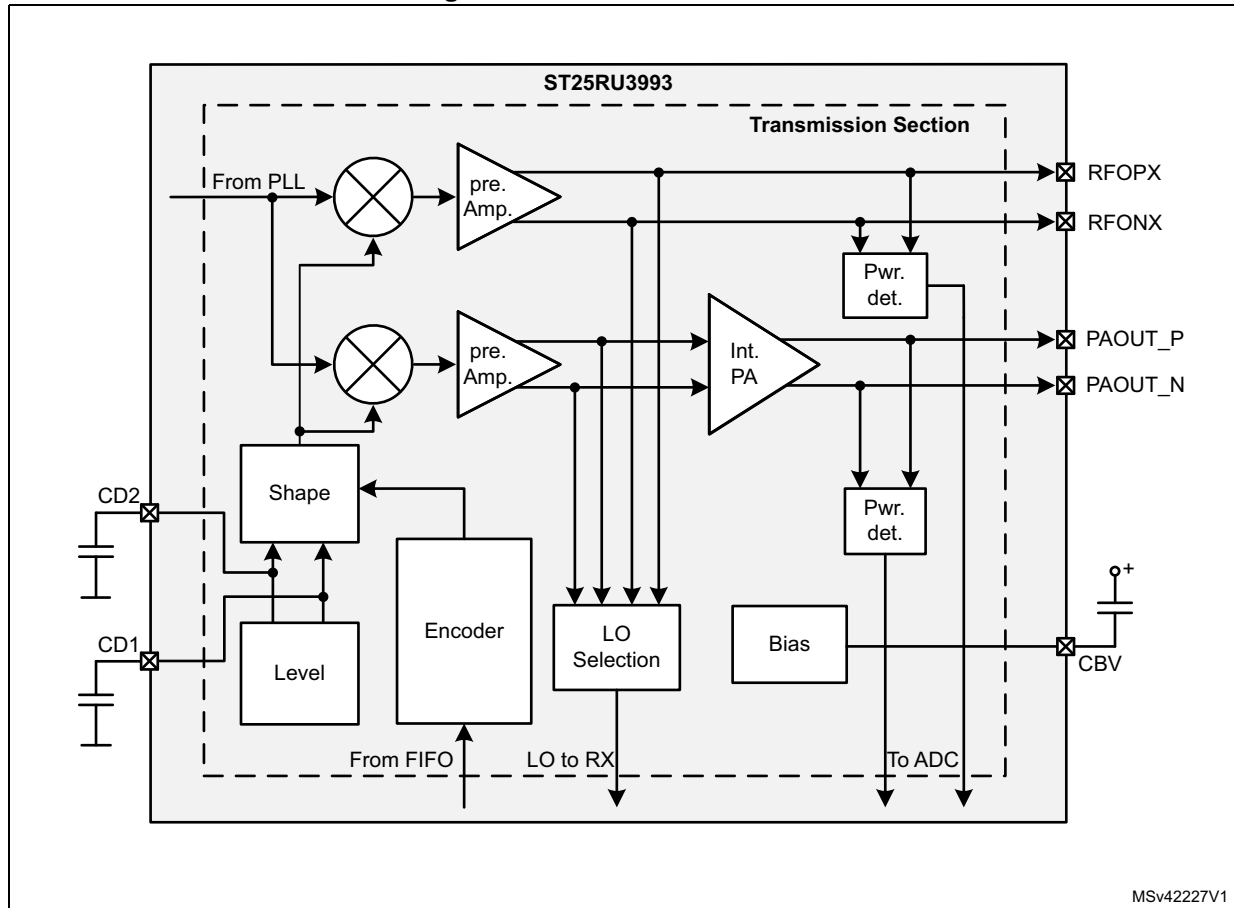 ST25RU3993
Transmission Section
From PLL
pre.
Amp.
RFOPX
RFONX
Pwr.
det.
pre.
Amp.
Int.
PA
PAOUT_P
PAOUT_N
Shape
CD2
Pwr.
det.
Encoder
+
LO
Selection
Bias
CD1
Level
CBV
From FIFO
LO to RX
To ADC
MSv42227V1